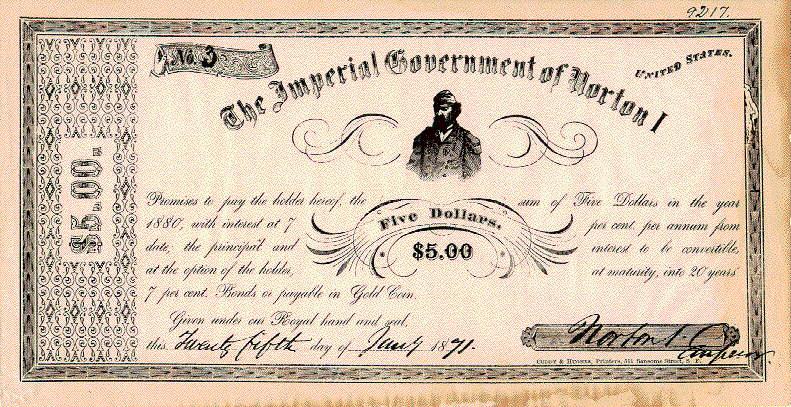 9217.
No. 3
UNITED STATES.
The Imperial Government of Norton I
$5.00.
Promises to pay the holder hereof, the sum of Five Dollars in the year
Five Dollars.
1880, with interest at 7 per cent. per annum from
date; the principal and interest to be convertible,
$5.00
at the option of the holder, at maturity, into 20 years'
7 per cent. Bonds or payable in Gold Coin.
Given under our Royal hand and seal,
this Twenty fifth day of Jany 1871.
Norton I.
Emperor
CUDDY & HUGHES, Printers, 511 Sansome Street, S. F.